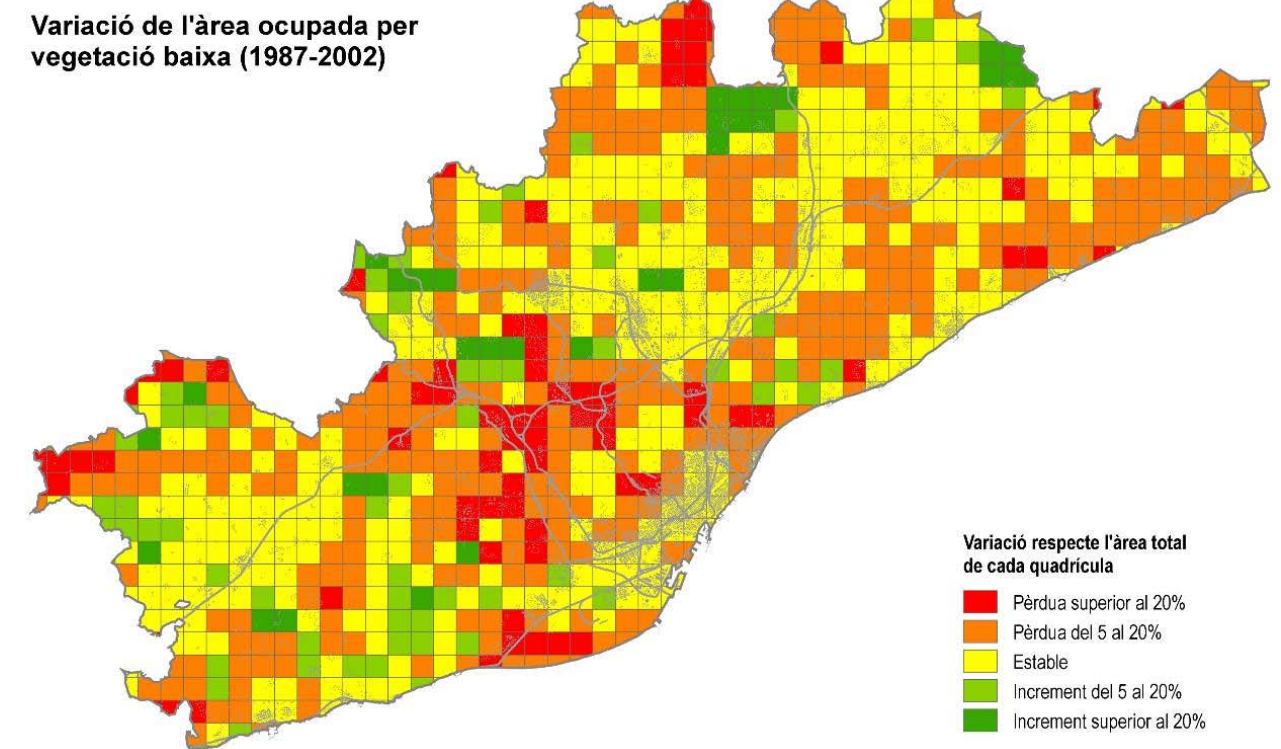 Variació de l'àrea ocupada per
vegetació baixa (1987-2002)
Variació respecte l'àrea total
de cada quadrícula
Pèrdua superior al 20%
Pèrdua del 5 al 20%
Estable
Increment del 5 al 20%
Increment superior al 20%